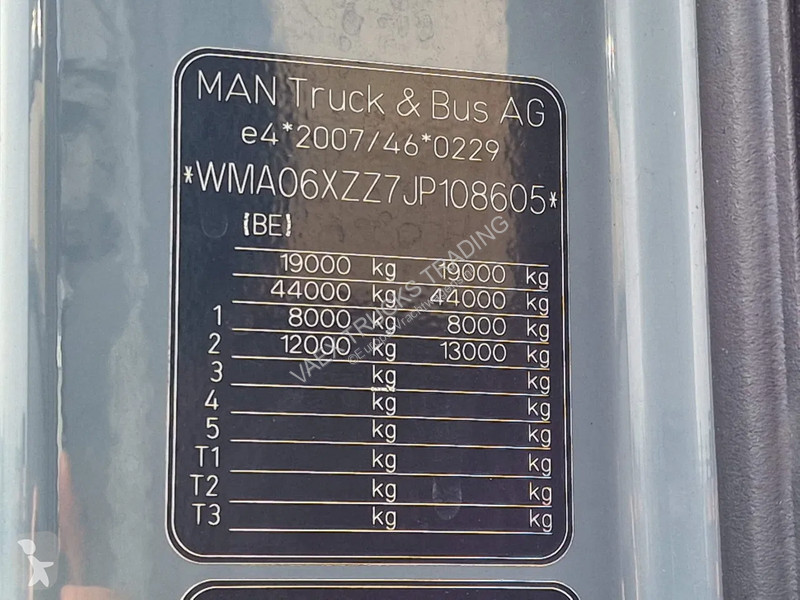 MAN Truck & Bus AG
e4*2007/46*0229
*WMA06XZZ7JP108605*
[BE]
19000 kg 19000 kg
44000 kg 44000 kg
1 8000 kg 8000 kg
2 12000 kg 13000 kg
3 kg kg
4 kg kg
5 kg kg
T1 kg kg
T2 kg kg
T3 kg kg
VAEX TRUCKS TRADING